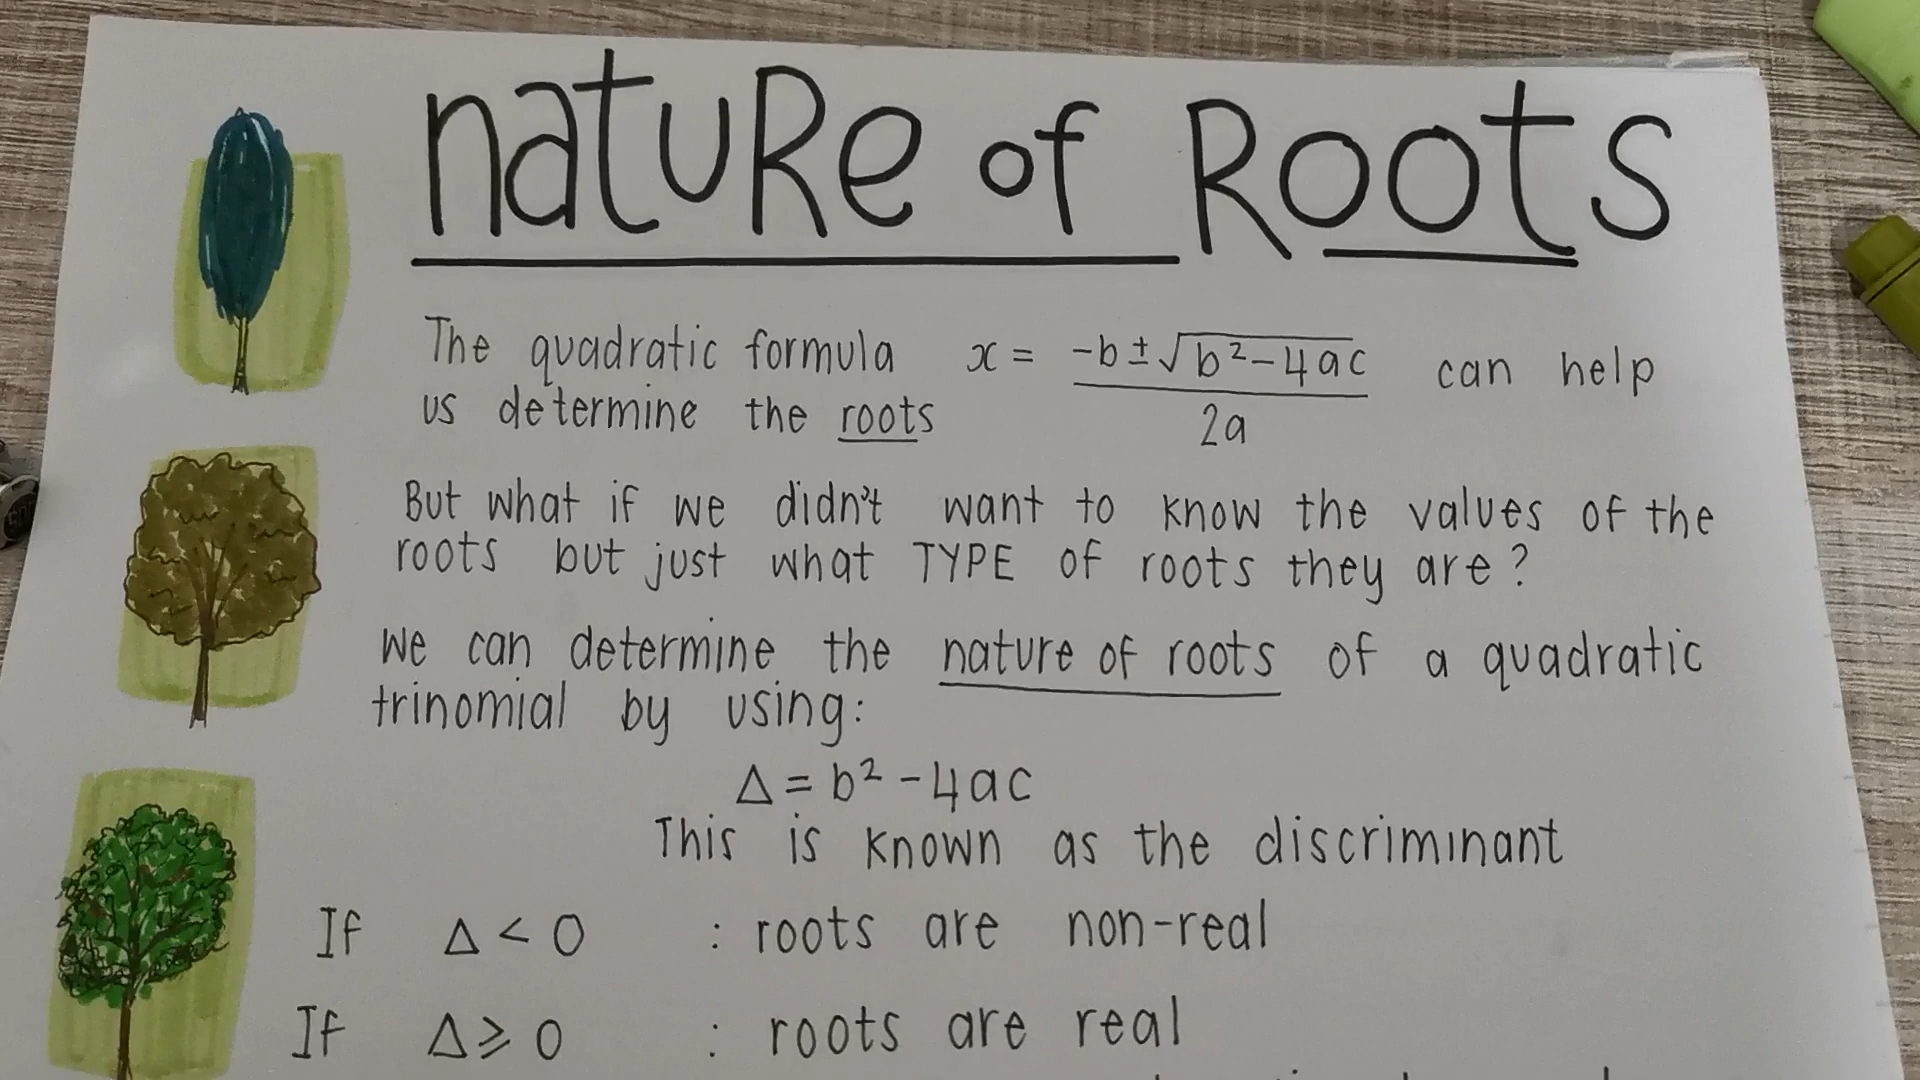 natuRe of Roots
The quadratic formula x = -b±√b²-4ac / 2a can help
us determine the roots
But what if we didn't want to know the values of the
roots but just what TYPE of roots they are?
We can determine the nature of roots of a quadratic
trinomial by using:
Δ = b² - 4ac
This is known as the discriminant
If Δ < 0 : roots are non-real
If Δ ⩾ 0 : roots are real